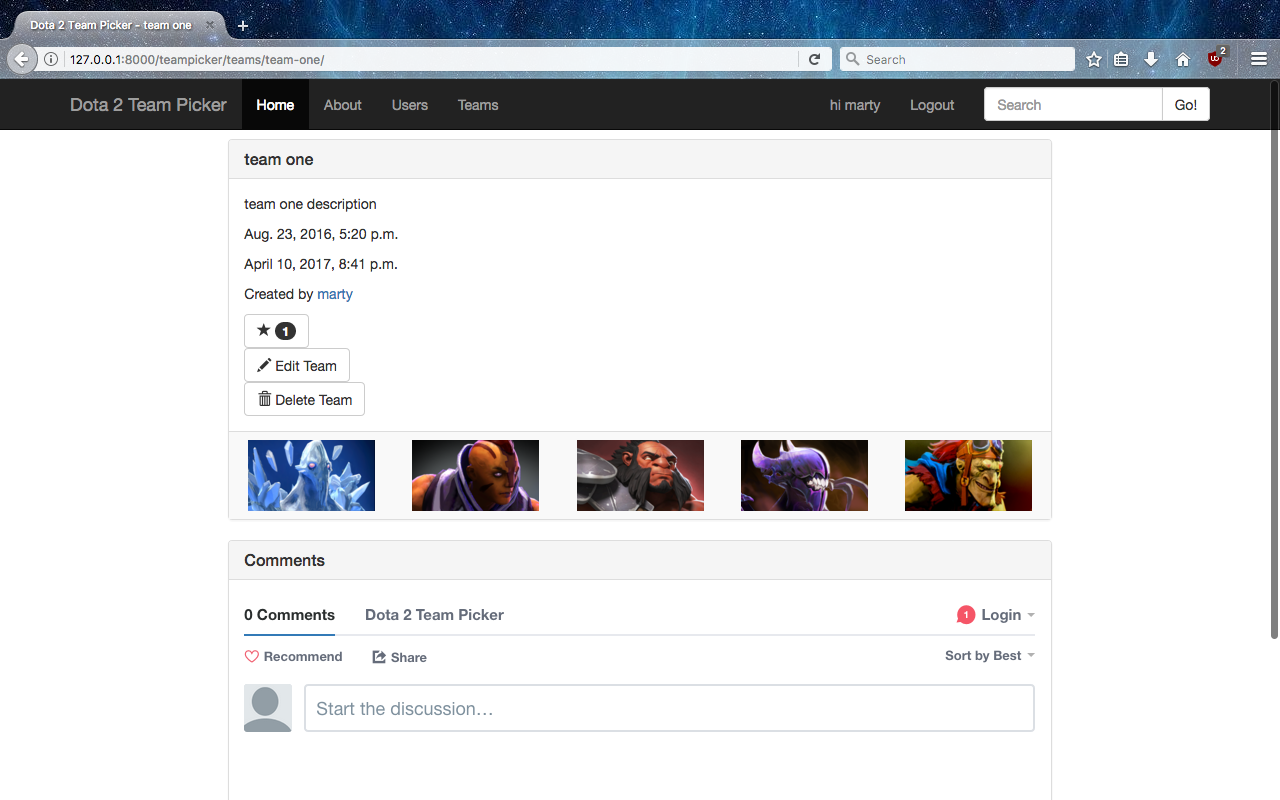 Dota 2 Team Picker - team one
127.0.0.1:8000/teampicker/teams/team-one/
Search
2
Dota 2 Team Picker Home About Users Teams hi marty Logout Search Go!
team one
team one description
Aug. 23, 2016, 5:20 p.m.
April 10, 2017, 8:41 p.m.
Created by marty
1
Edit Team
Delete Team
Comments
0 Comments Dota 2 Team Picker 1 Login
Recommend Share Sort by Best
Start the discussion…